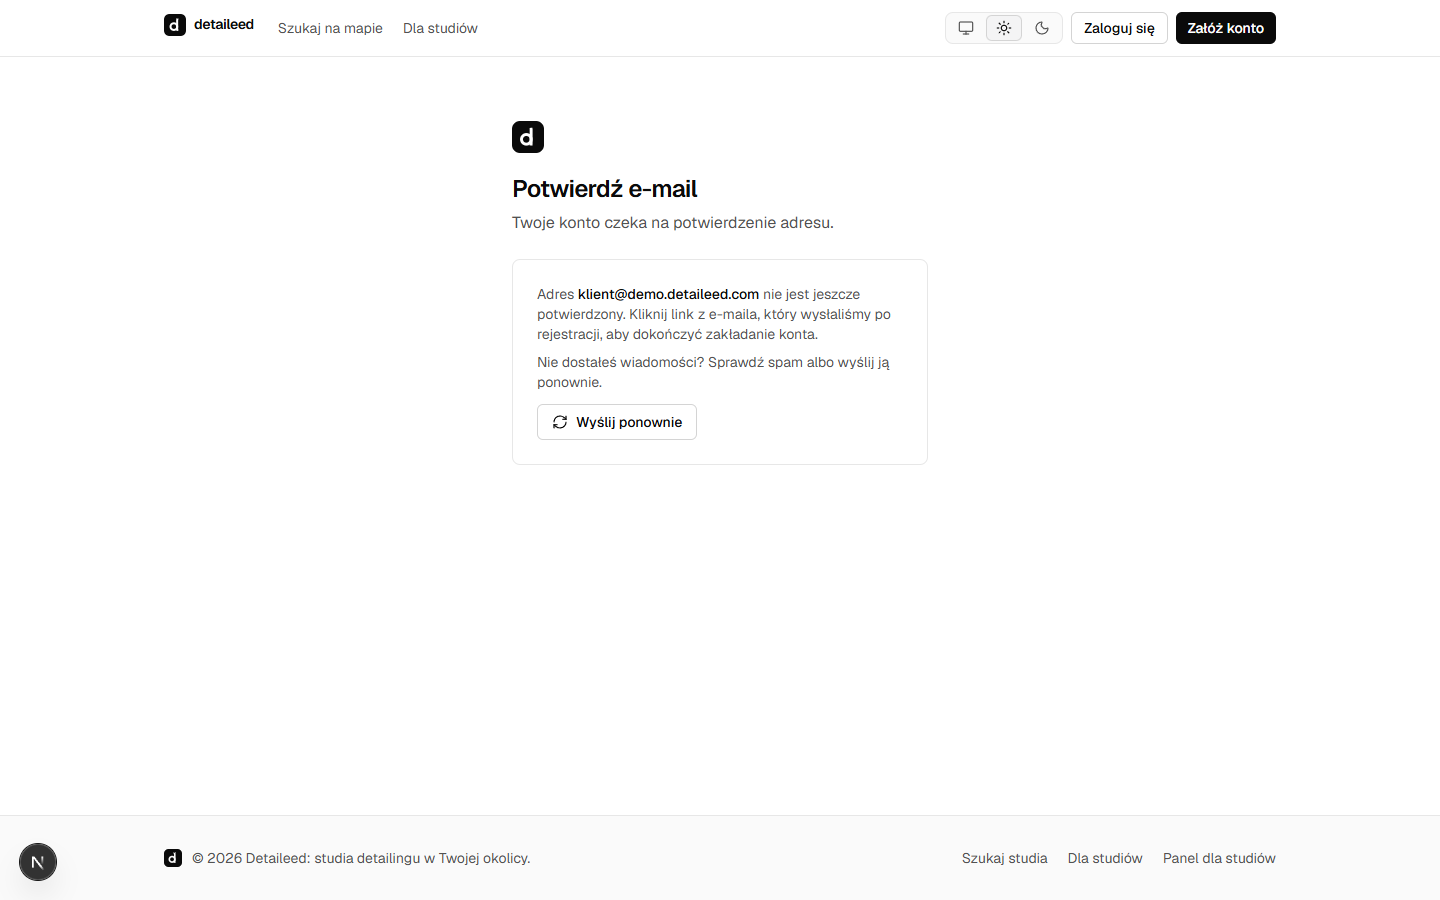 d detaileed
Szukaj na mapie
Dla studiów
Zaloguj się
Załóż konto
d
Potwierdź e-mail
Twoje konto czeka na potwierdzenie adresu.
Adres klient@demo.detaileed.com nie jest jeszcze
potwierdzony. Kliknij link z e-maila, który wysłaliśmy po
rejestracji, aby dokończyć zakładanie konta.
Nie dostałeś wiadomości? Sprawdź spam albo wyślij ją
ponownie.
Wyślij ponownie
N
d © 2026 Detaileed: studia detailingu w Twojej okolicy.
Szukaj studia
Dla studiów
Panel dla studiów